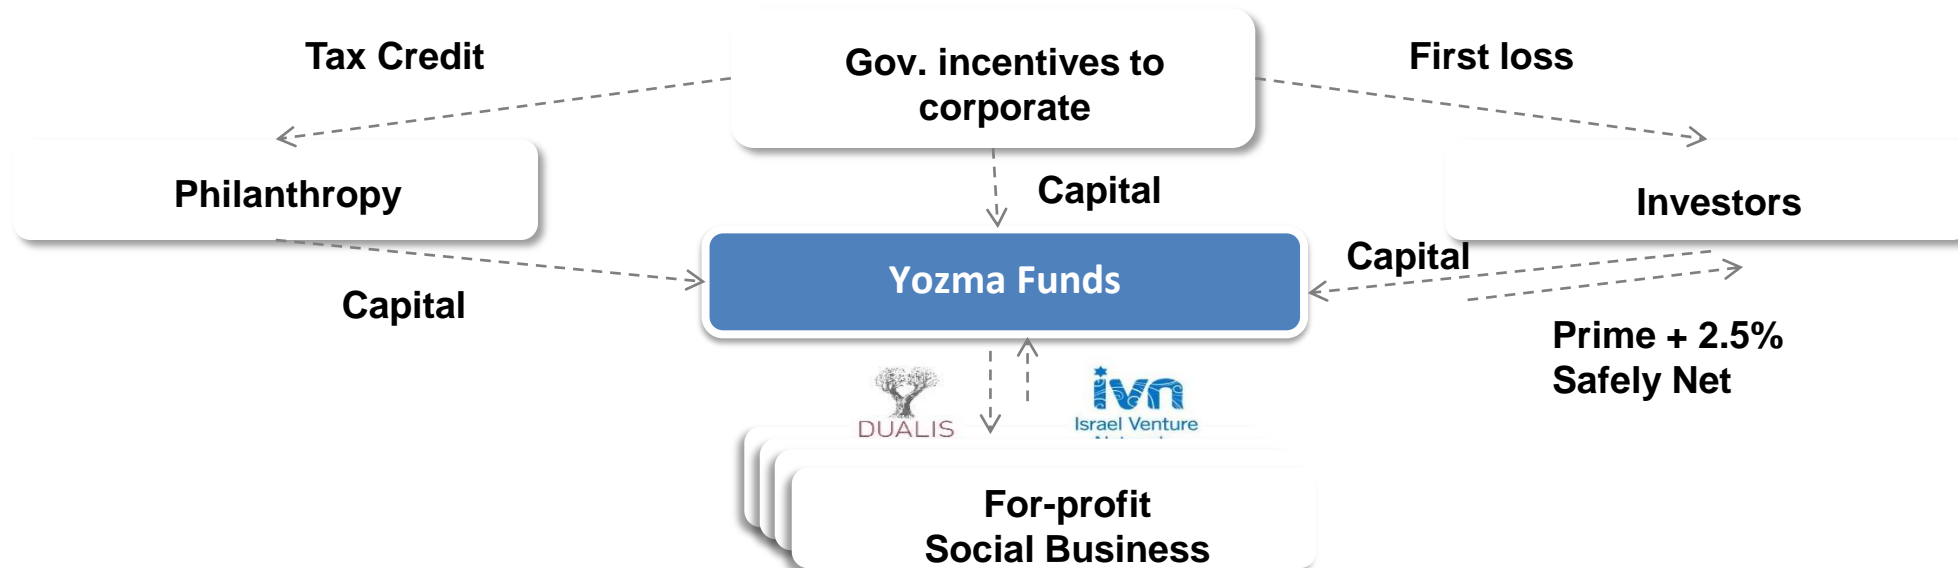 Tax Credit
Gov. incentives to
corporate
First loss
Philanthropy
Capital
Investors
Yozma Funds
Capital
Capital
Prime + 2.5%
Safely Net
DUALIS
ivn
Israel Venture
For-profit
Social Business